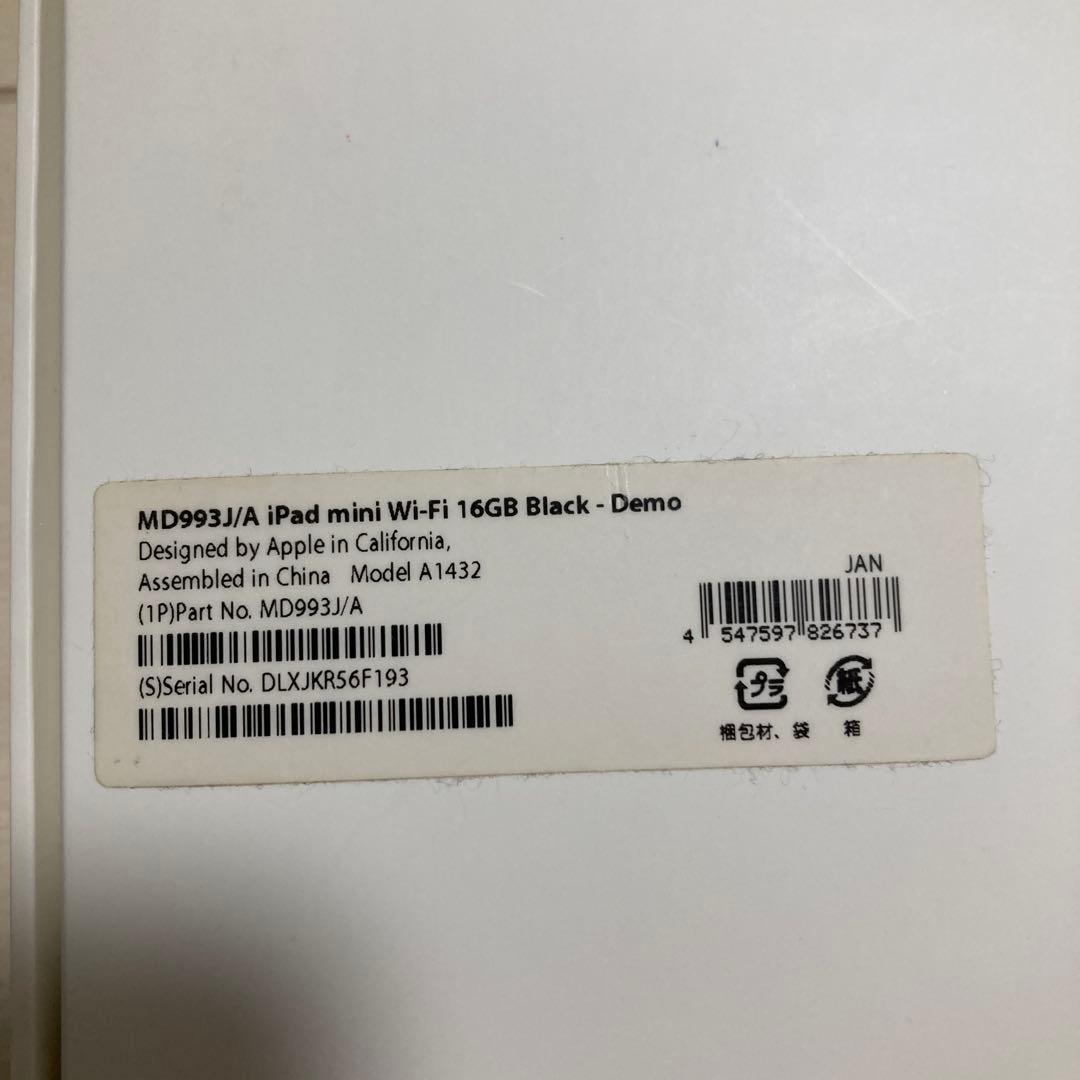 MD993J/A iPad mini Wi-Fi 16GB Black - Demo
Designed by Apple in California,
Assembled in China Model A1432
(1P)Part No. MD993J/A
(S)Serial No. DLXJKR56F193
JAN
4 547597 826737
プラ 紙
梱包材、袋 箱